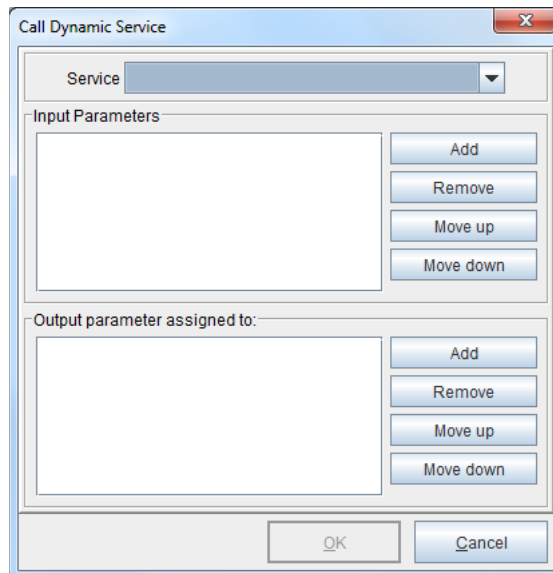 Call Dynamic Service
Service
Input Parameters
Add
Remove
Move up
Move down
Output parameter assigned to:
Add
Remove
Move up
Move down
OK
Cancel